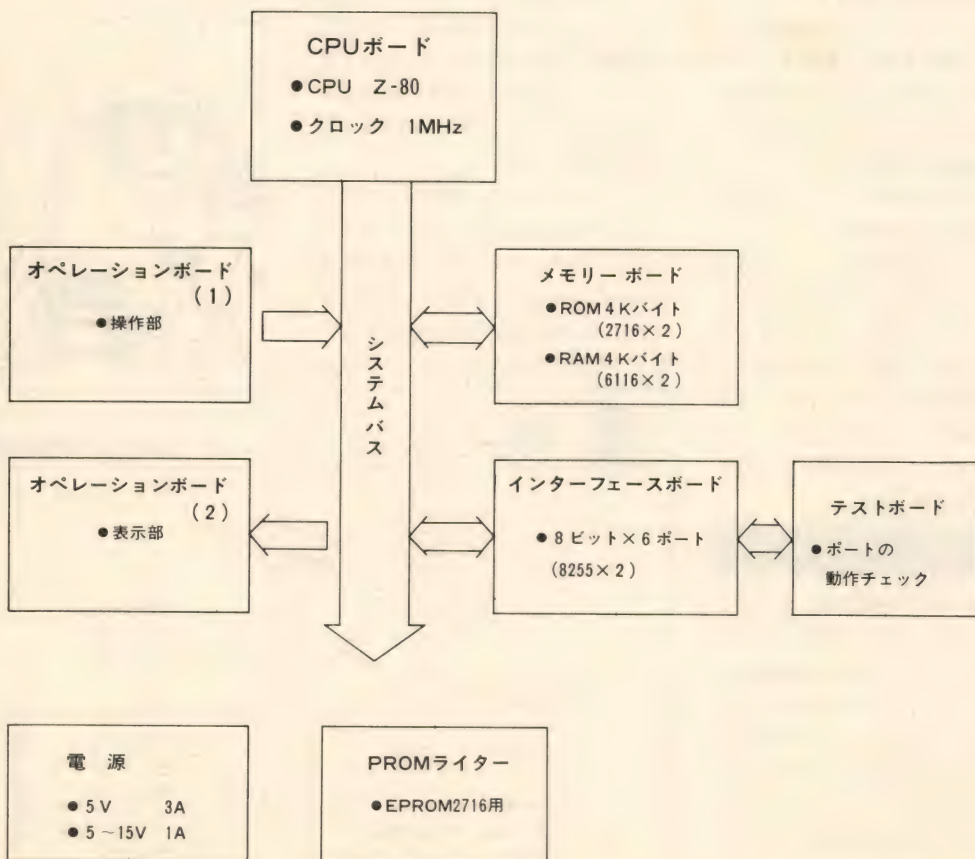 CPUボード
●CPU Z-80
●クロック 1MHz
オペレーションボード
(1)
●操作部
メモリー ボード
●ROM 4 Kバイト
(2716×2)
●RAM 4 Kバイト
(6116×2)
システムバス
オペレーションボード
(2)
●表示部
インターフェースボード
●8 ビット×6 ポート
(8255×2)
テストボード
●ポートの
動作チェック
電 源
●5 V 3A
●5 ~15V 1A
PROMライター
●EPROM2716用